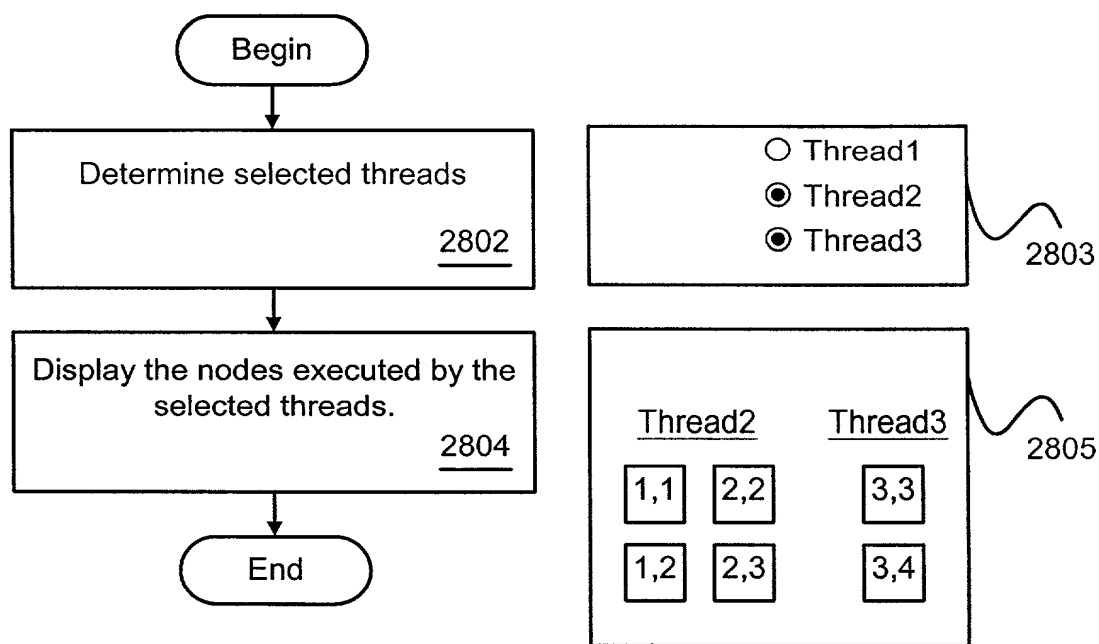 Begin
Determine selected threads
2802
Display the nodes executed by the
selected threads.
2804
End
Thread1
Thread2
Thread3
2803
Thread2 Thread3
1,1 2,2 3,3
1,2 2,3 3,4
2805